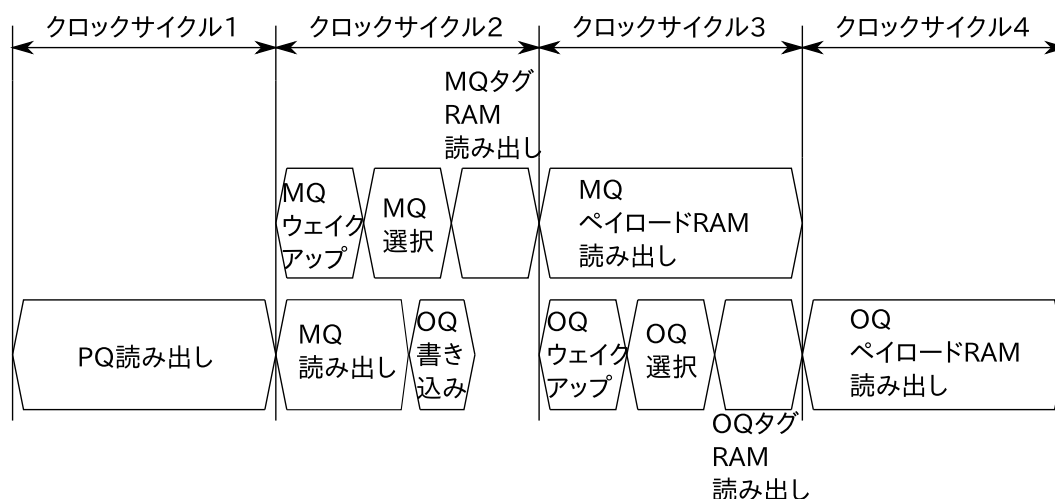 クロックサイクル1
クロックサイクル2
クロックサイクル3
クロックサイクル4
MQタグ
RAM
読み出し
MQ
ウェイク
アップ
MQ
選択
MQ
ペイロードRAM
読み出し
PQ読み出し
MQ
読み出し
OQ
書き
込み
OQ
ウェイク
アップ
OQ
選択
OQ
ペイロードRAM
読み出し
OQタグ
RAM
読み出し